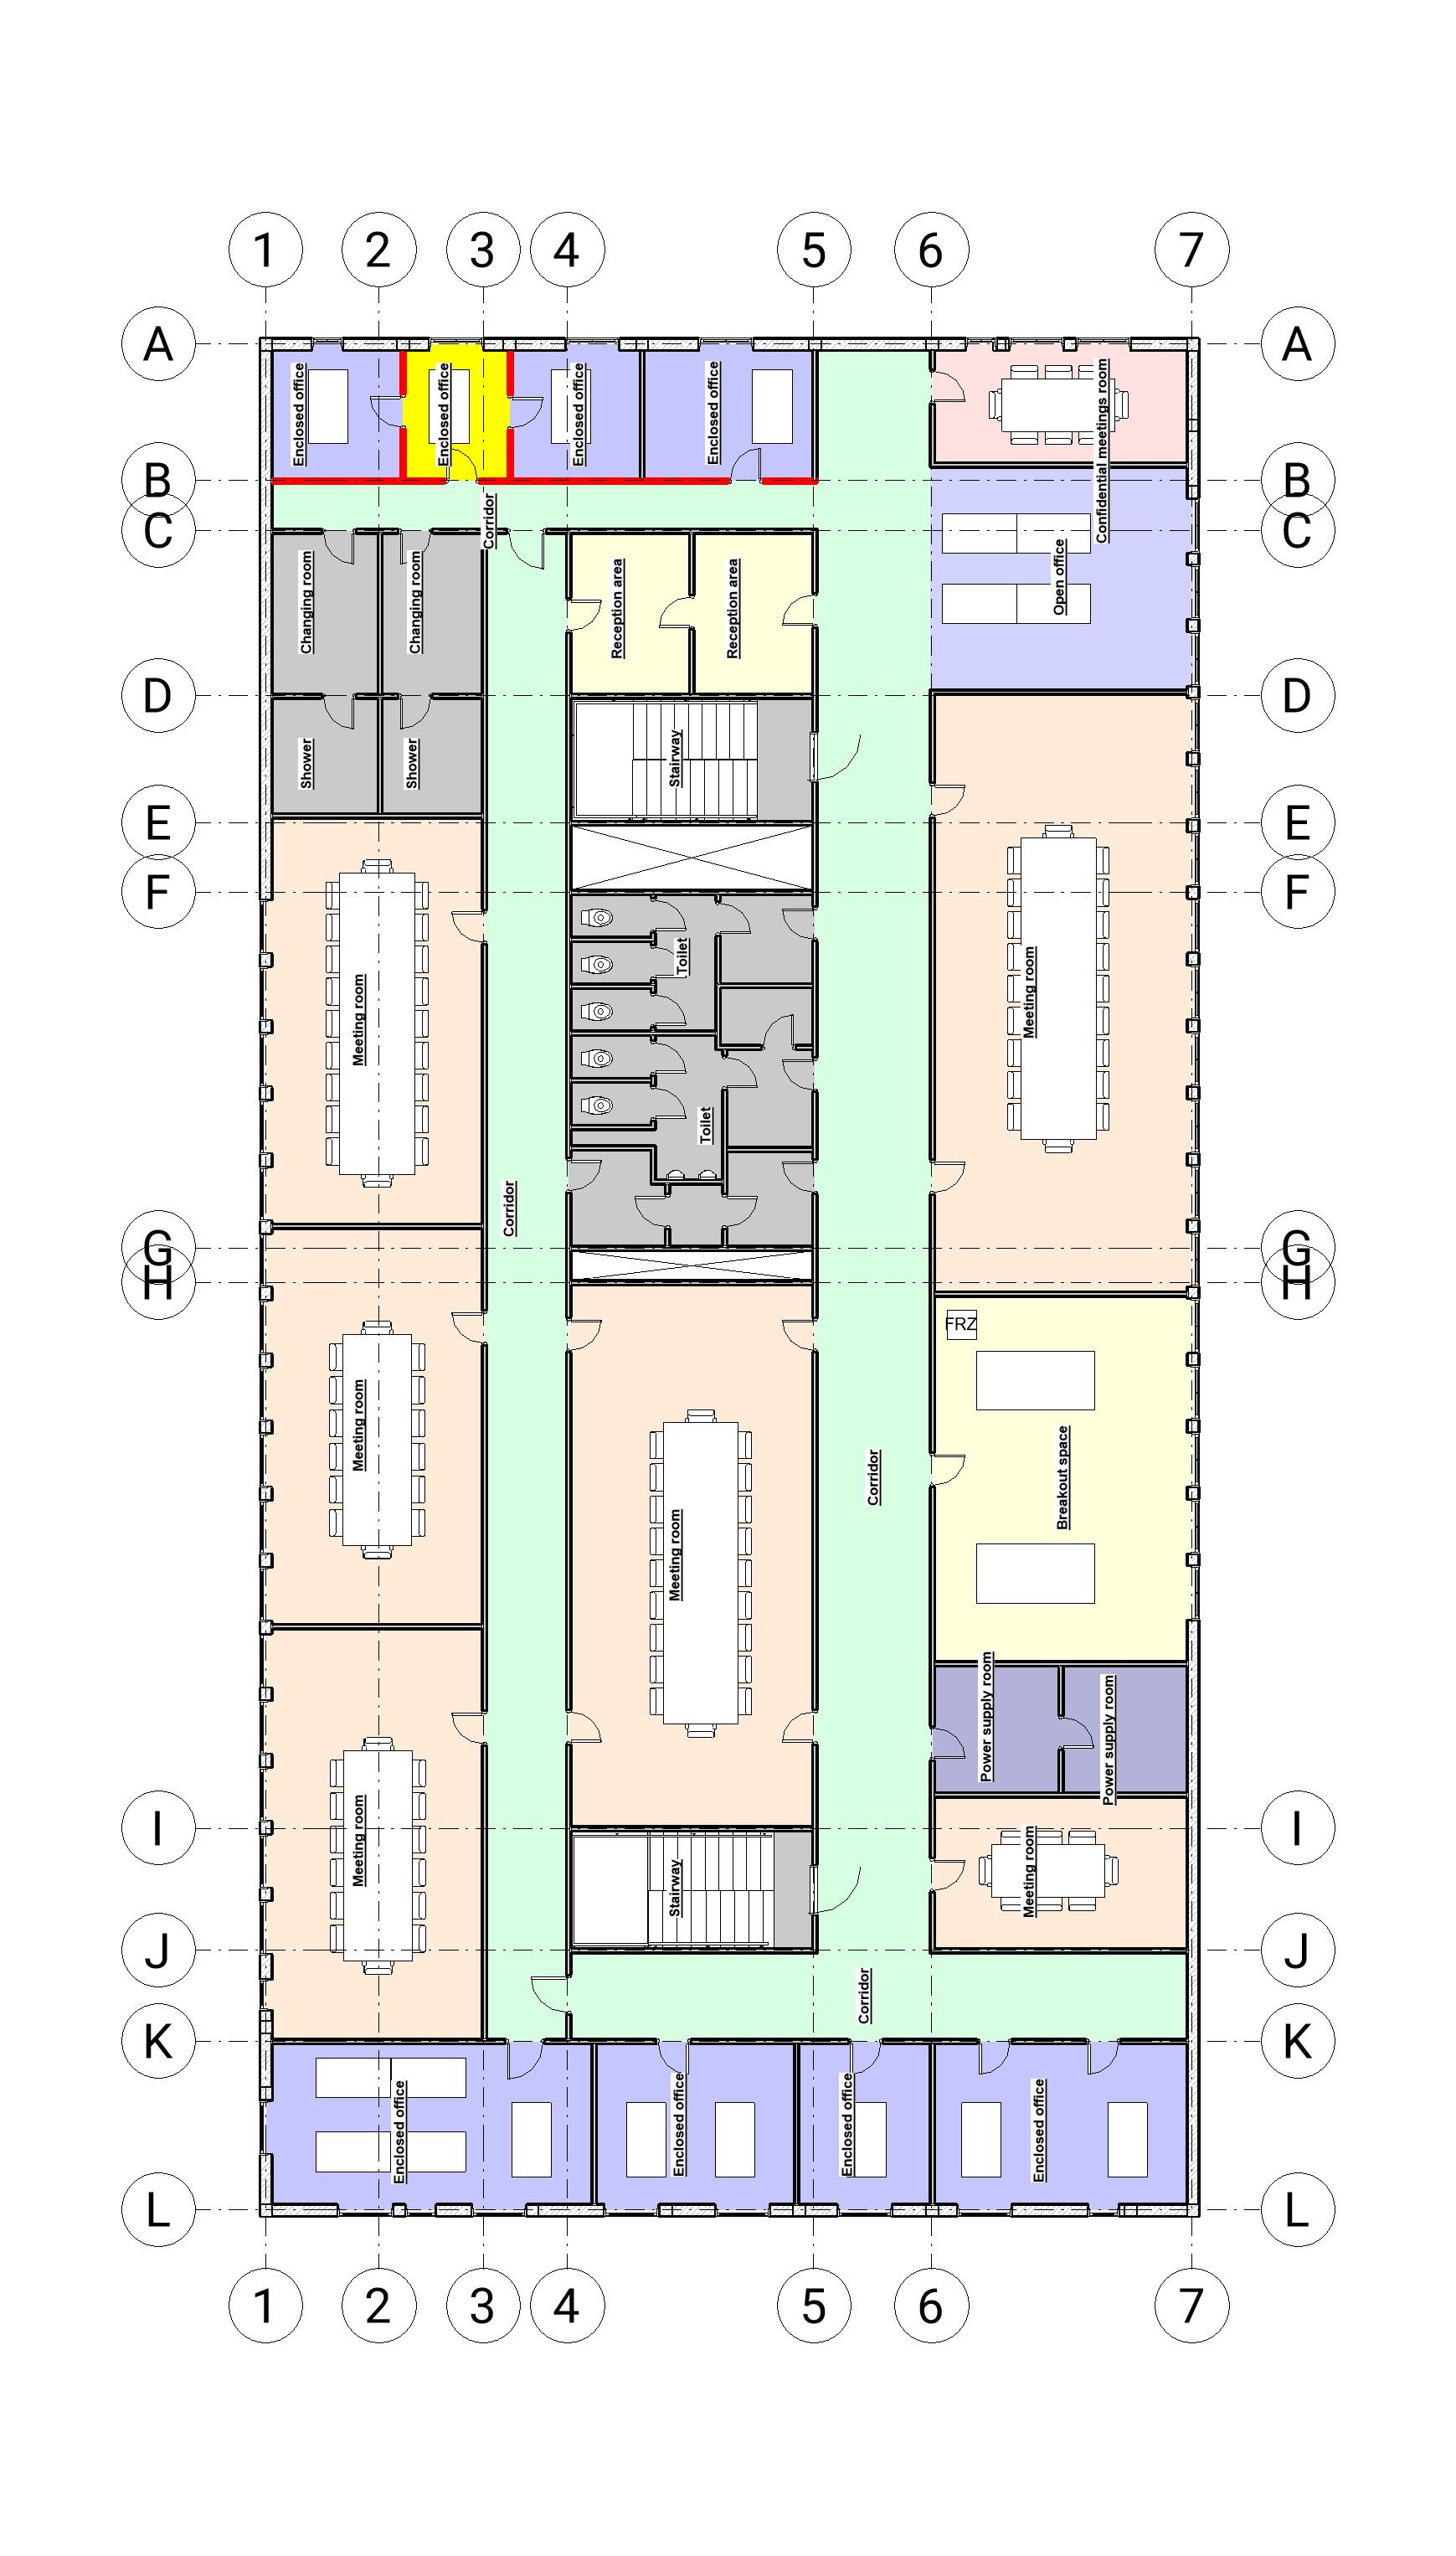 1 2 3 4 5 6 7
A A
Enclosed office Enclosed office Enclosed office Enclosed office Confidential meetings room
B B
Corridor
C C
Open office
Changing room Changing room Reception area Reception area
D D
Shower Shower Stairway
E E
F F
Toilet
Meeting room Meeting room
Toilet
Corridor
G G
H H
FRZ
Meeting room Corridor Breakout space
Meeting room
Power supply room Power supply room
I I
Meeting room Stairway Meeting room
J J
Corridor
K K
Enclosed office Enclosed office Enclosed office Enclosed office
L L
1 2 3 4 5 6 7